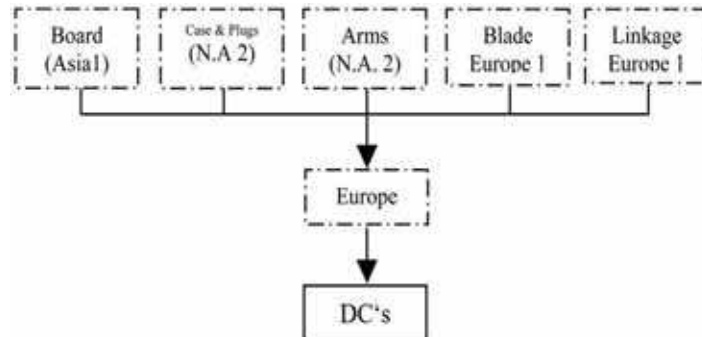 Board
(Asia1)
Case & Plugs
(N.A 2)
Arms
(N.A. 2)
Blade
Europe 1
Linkage
Europe 1
Europe
DC's